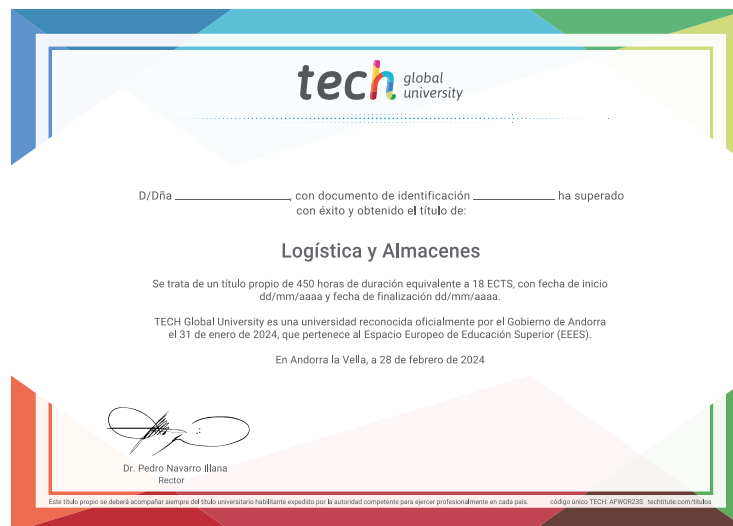 tech global university
D/Dña ____________________, con documento de identificación ______________ ha superado
con éxito y obtenido el título de:
Logística y Almacenes
Se trata de un título propio de 450 horas de duración equivalente a 18 ECTS, con fecha de inicio
dd/mm/aaaa y fecha de finalización dd/mm/aaaa.
TECH Global University es una universidad reconocida oficialmente por el Gobierno de Andorra
el 31 de enero de 2024, que pertenece al Espacio Europeo de Educación Superior (EEES).
En Andorra la Vella, a 28 de febrero de 2024
Dr. Pedro Navarro Illana
Rector
Este título propio se deberá acompañar siempre del título universitario habilitante expedido por la autoridad competente para ejercer profesionalmente en cada país. código único TECH: AFWOR23S techtitute.com/titulos